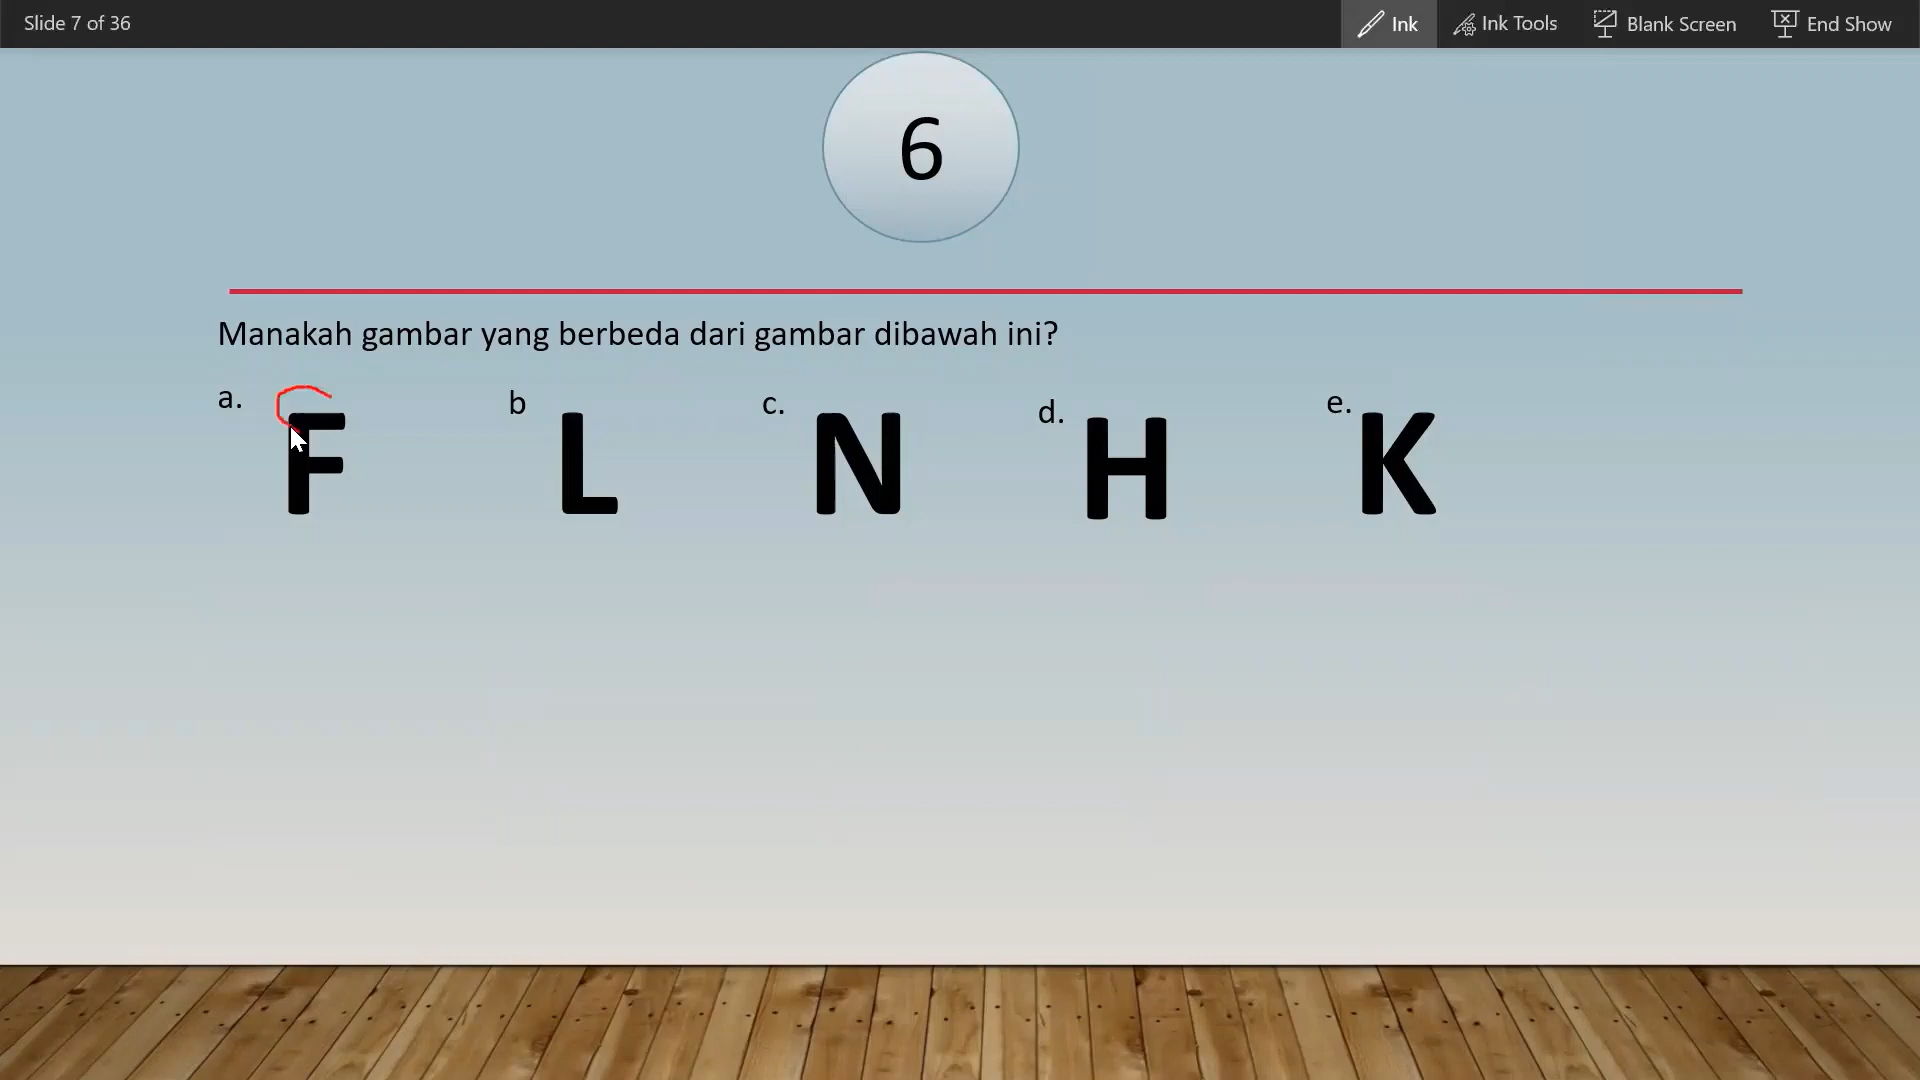 Slide 7 of 36
Ink
Ink Tools
Blank Screen
End Show
6
Manakah gambar yang berbeda dari gambar dibawah ini?
a. F b L c. N d. H e. K